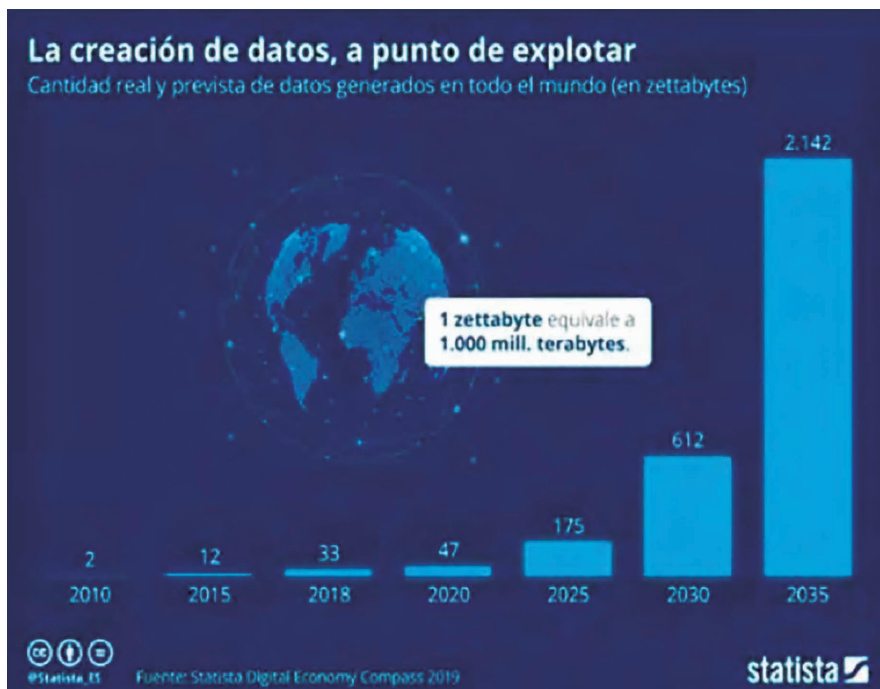 La creación de datos, a punto de explotar
Cantidad real y prevista de datos generados en todo el mundo (en zettabytes)
2.142
1 zettabyte equivale a
1.000 mill. terabytes.
612
175
47
33
12
2
2010 2015 2018 2020 2025 2030 2035
@Statista_ES Fuente: Statista Digital Economy Compass 2019
statista